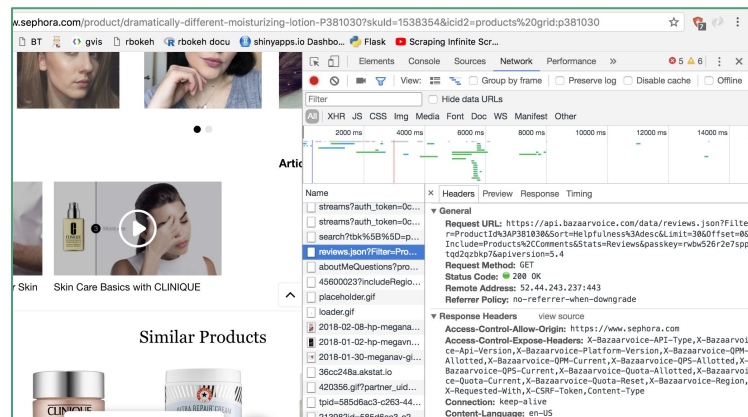 w.sephora.com/product/dramatically-different-moisturizing-lotion-P381030?skuId=1538354&icid2=products%20grid:p381030
BT
gvis
rbokeh
rbokeh docu
shinyapps.io Dashbo...
Flask
Scraping Infinite Scr...
Elements Console Sources Network Performance » 5 6
View: Group by frame Preserve log Disable cache Offline
Filter Hide data URLs
All XHR JS CSS Img Media Font Doc WS Manifest Other
2000 ms 4000 ms 6000 ms 8000 ms 10000 ms 12000 ms 14000 ms
Artic
r Skin
Skin Care Basics with CLINIQUE
Similar Products
CLINIQUE
ULTRA REPAIR CREAM
Name
streams?auth_token=0c...
streams?auth_token=0c...
search?tbk%5B%5D=p...
reviews.json?Filter=Pro...
aboutMeQuestions?pro...
45600023?includeRegio...
placeholder.gif
loader.gif
2018-02-08-hp-megana...
2018-01-02-hp-megavn...
2018-01-30-meganav-gi...
36cc248a.akstat.io
420356.gif?partner_uid...
tpid=585d6ac3-c263-44...
× Headers Preview Response Timing
▼ General
Request URL: https://api.bazaarvoice.com/data/reviews.json?Filte
r=ProductId%3AP381030&Sort=Helpfulness%3Adesc&Limit=30&Offset=0&
Include=Products%2CComments&Stats=Reviews&passkey=rwbw526r2e7spp
tqd2qzbkp7&apiversion=5.4
Request Method: GET
Status Code: 200 OK
Remote Address: 52.44.243.237:443
Referrer Policy: no-referrer-when-downgrade
▼ Response Headers view source
Access-Control-Allow-Origin: https://www.sephora.com
Access-Control-Expose-Headers: X-Bazaarvoice-API-Type,X-Bazaarvoi
ce-Api-Version,X-Bazaarvoice-Platform-Version,X-Bazaarvoice-QPM-
Allotted,X-Bazaarvoice-QPM-Current,X-Bazaarvoice-QPS-Allotted,X-
Bazaarvoice-QPS-Current,X-Bazaarvoice-Quota-Allotted,X-Bazaarvoi
ce-Quota-Current,X-Bazaarvoice-Quota-Reset,X-Bazaarvoice-Region,
X-Requested-With,X-CSRF-Token,Content-Type
Connection: keep-alive
Content-Language: en-US